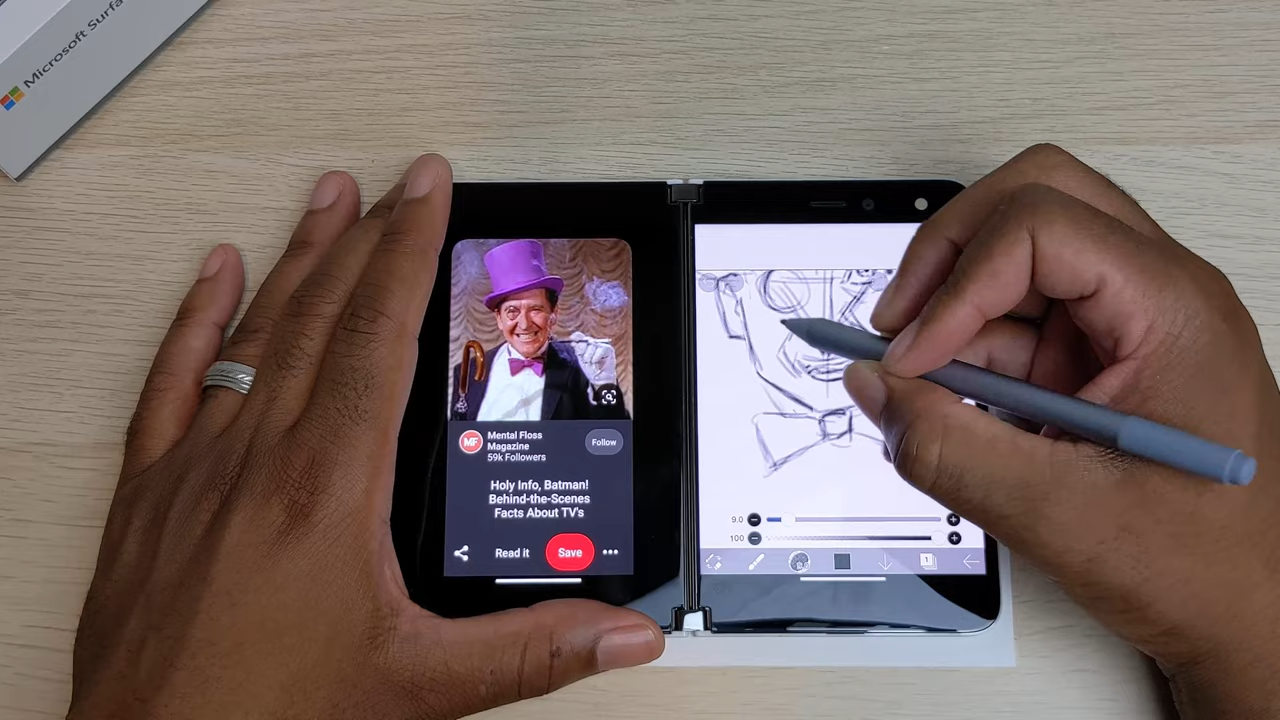 Microsoft Surfa
MF
Mental Floss
Magazine
59k Followers
Follow
Holy Info, Batman!
Behind-the-Scenes
Facts About TV's
Read it
Save
9.0
100
1